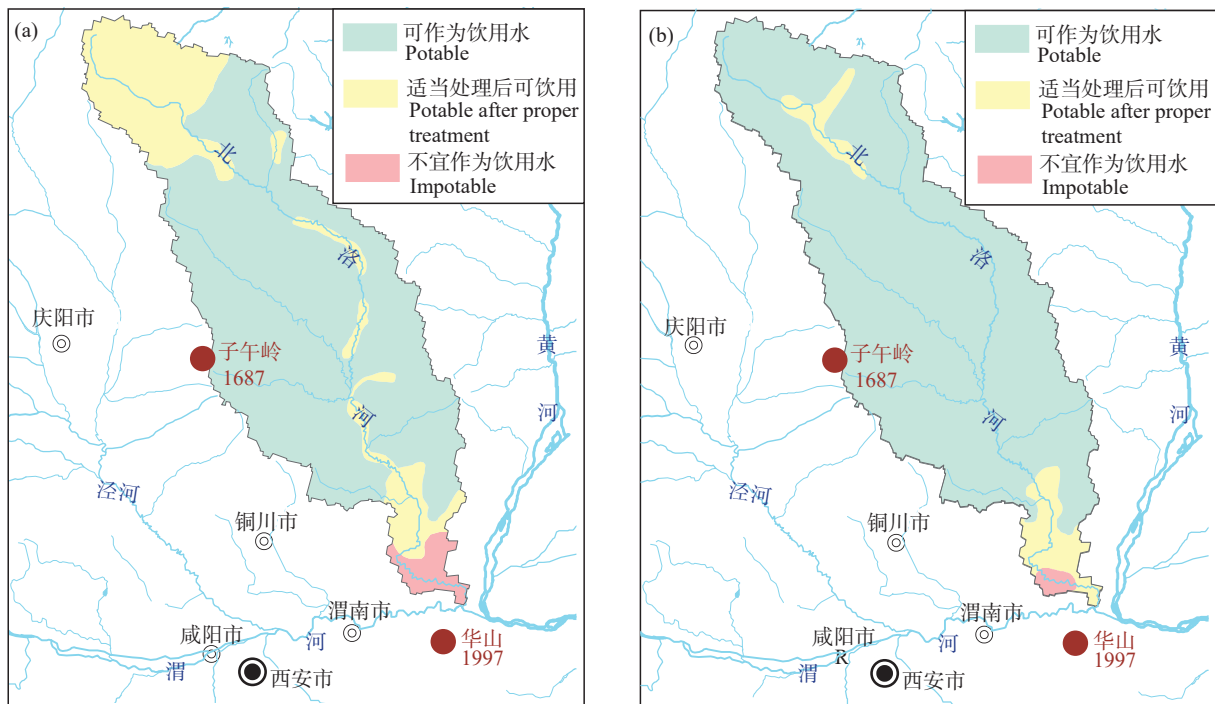 (a)
可作为饮用水
Potable
适当处理后可饮用
Potable after proper
treatment
不宜作为饮用水
Impotable
北
洛
河
庆阳市
子午岭
1687
黄
河
泾河
铜川市
渭南市
咸阳市
河
渭
西安市
华山
1997
(b)
可作为饮用水
Potable
适当处理后可饮用
Potable after proper
treatment
不宜作为饮用水
Impotable
北
洛
河
庆阳市
子午岭
1687
黄
河
泾河
铜川市
渭南市
咸阳市
R
河
渭
西安市
华山
1997